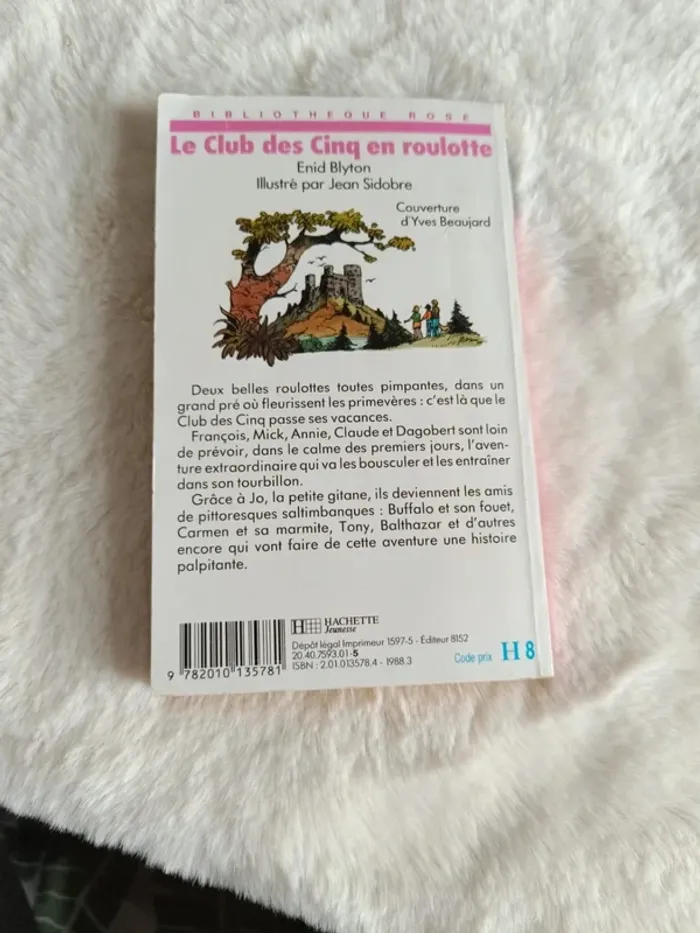 BIBLIOTHEQUE ROSE
Le Club des Cinq en roulotte
Enid Blyton
Illustré par Jean Sidobre
Couverture
d'Yves Beaujard
Deux belles roulottes toutes pimpantes, dans un
grand pré où fleurissent les primevères : c'est là que le
Club des Cinq passe ses vacances.
François, Mick, Annie, Claude et Dagobert sont loin
de prévoir, dans le calme des premiers jours, l'aven-
ture extraordinaire qui va les bousculer et les entraîner
dans son tourbillon.
Grâce à Jo, la petite gitane, ils deviennent les amis
de pittoresques saltimbanques : Buffalo et son fouet,
Carmen et sa marmite, Tony, Balthazar et d'autres
encore qui vont faire de cette aventure une histoire
palpitante.
H HACHETTE
Jeunesse
Dépôt légal Imprimeur 1597-5 - Éditeur 8152
20.40.7593.01-5
ISBN : 2.01.013578.4 - 1988.3
Code prix H 8
9 782010 135781